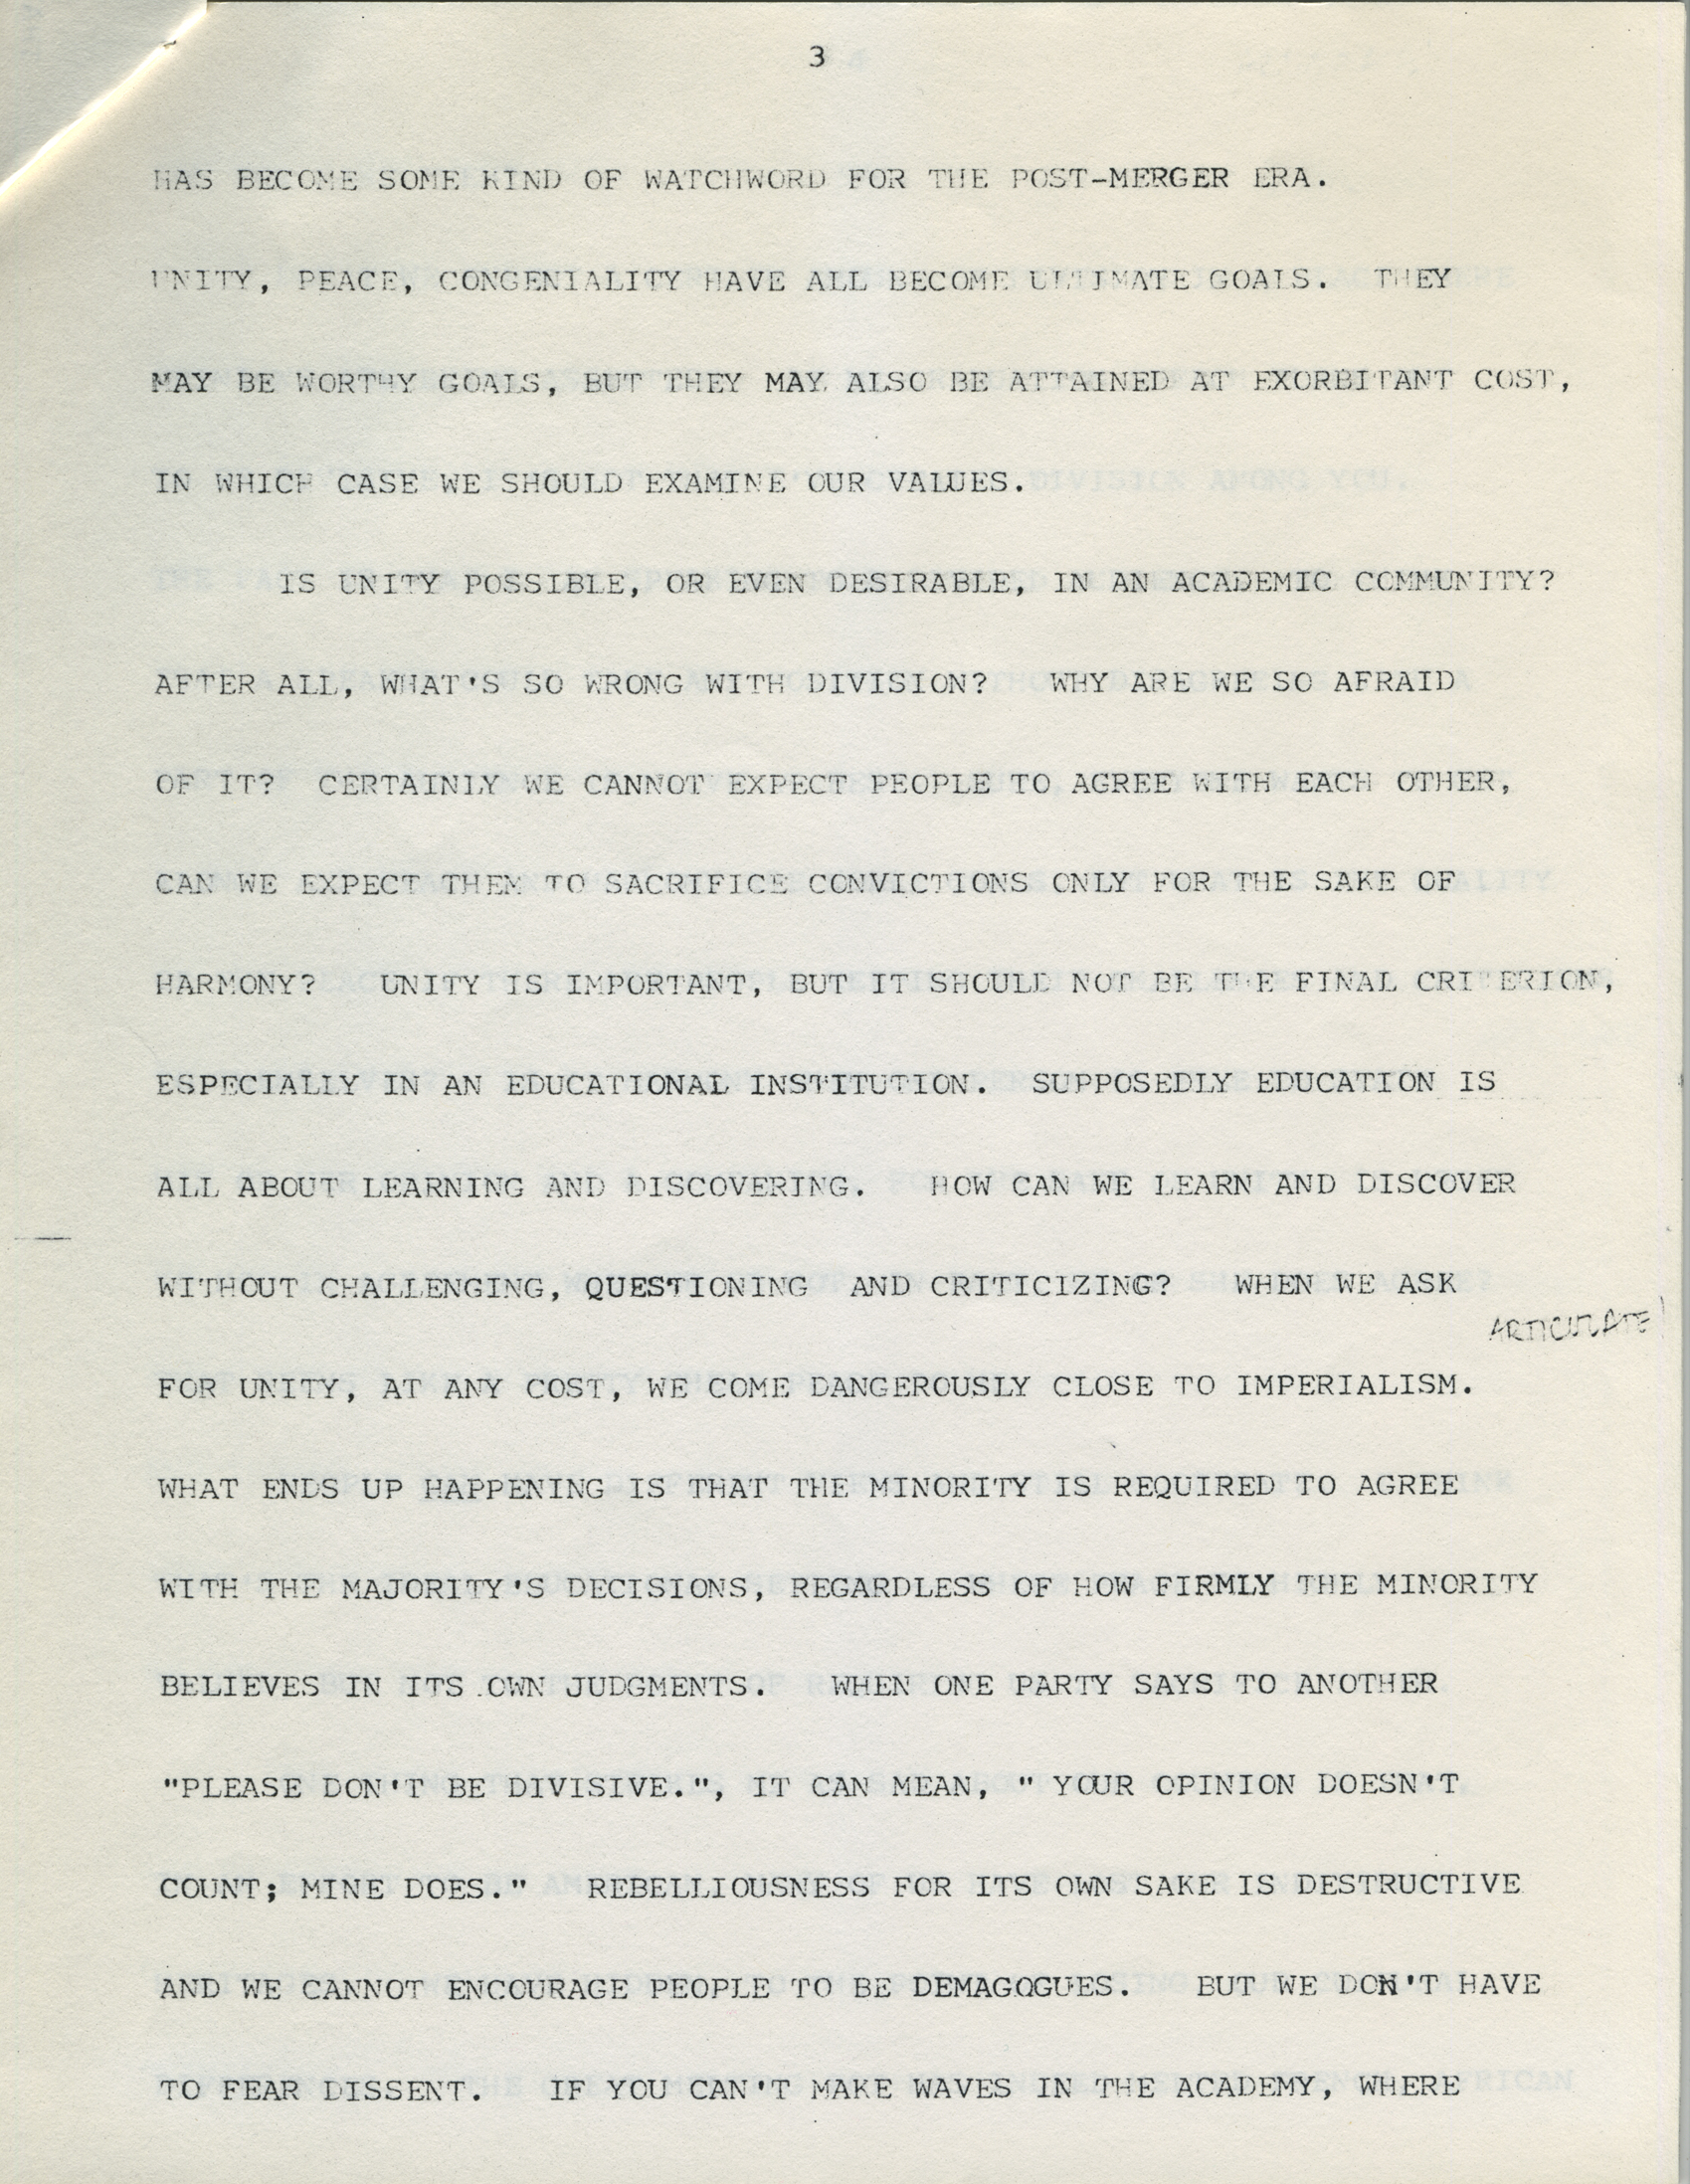 3
HAS BECOME SOME KIND OF WATCHWORD FOR THE POST-MERGER ERA.
UNITY, PEACE, CONGENIALITY HAVE ALL BECOME ULTIMATE GOALS. THEY
MAY BE WORTHY GOALS, BUT THEY MAY ALSO BE ATTAINED AT EXORBITANT COST,
IN WHICH CASE WE SHOULD EXAMINE OUR VALUES.
IS UNITY POSSIBLE, OR EVEN DESIRABLE, IN AN ACADEMIC COMMUNITY?
AFTER ALL, WHAT'S SO WRONG WITH DIVISION? WHY ARE WE SO AFRAID
OF IT? CERTAINLY WE CANNOT EXPECT PEOPLE TO AGREE WITH EACH OTHER,
CAN WE EXPECT THEM TO SACRIFICE CONVICTIONS ONLY FOR THE SAKE OF
HARMONY? UNITY IS IMPORTANT, BUT IT SHOULD NOT BE THE FINAL CRITERION,
ESPECIALLY IN AN EDUCATIONAL INSTITUTION. SUPPOSEDLY EDUCATION IS
ALL ABOUT LEARNING AND DISCOVERING. HOW CAN WE LEARN AND DISCOVER
WITHOUT CHALLENGING, QUESTIONING AND CRITICIZING? WHEN WE ASK
ARTICULATE!
FOR UNITY, AT ANY COST, WE COME DANGEROUSLY CLOSE TO IMPERIALISM.
WHAT ENDS UP HAPPENING IS THAT THE MINORITY IS REQUIRED TO AGREE
WITH THE MAJORITY'S DECISIONS, REGARDLESS OF HOW FIRMLY THE MINORITY
BELIEVES IN ITS OWN JUDGMENTS. WHEN ONE PARTY SAYS TO ANOTHER
"PLEASE DON'T BE DIVISIVE.", IT CAN MEAN, " YOUR OPINION DOESN'T
COUNT; MINE DOES." REBELLIOUSNESS FOR ITS OWN SAKE IS DESTRUCTIVE
AND WE CANNOT ENCOURAGE PEOPLE TO BE DEMAGOGUES. BUT WE DON'T HAVE
TO FEAR DISSENT. IF YOU CAN'T MAKE WAVES IN THE ACADEMY, WHERE